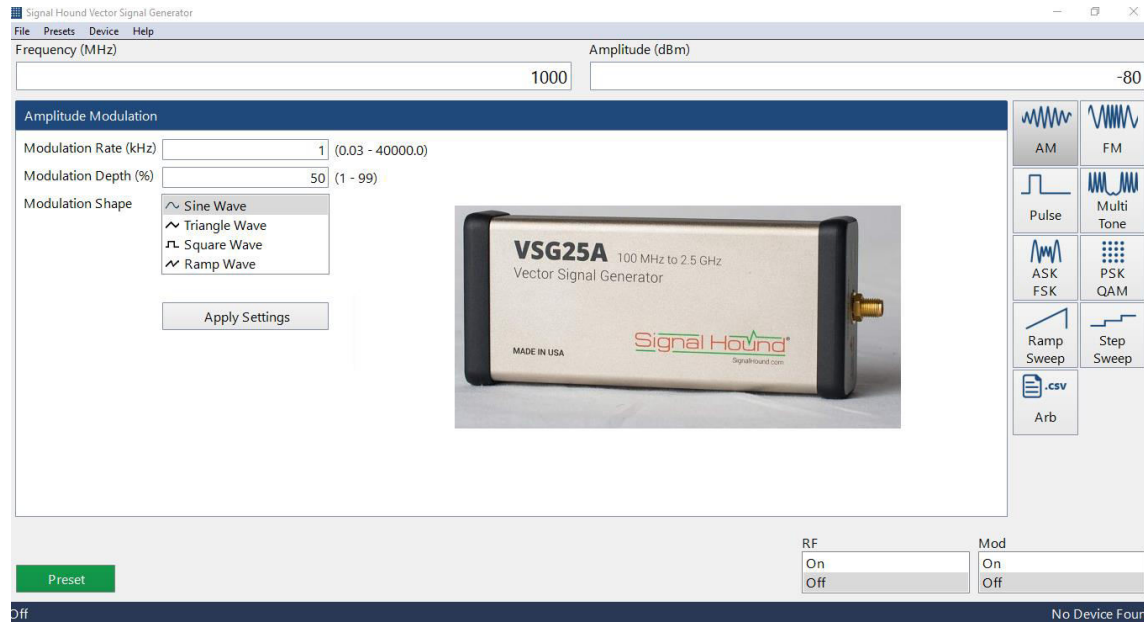 Signal Hound Vector Signal Generator
File Presets Device Help
Frequency (MHz)
1000
Amplitude (dBm)
-80
Amplitude Modulation
Modulation Rate (kHz) 1 (0.03 - 40000.0)
Modulation Depth (%) 50 (1 - 99)
Modulation Shape
Sine Wave
Triangle Wave
Square Wave
Ramp Wave
Apply Settings
VSG25A 100 MHz to 2.5 GHz
Vector Signal Generator
MADE IN USA
Signal Hound®
SignalHound.com
AM
FM
Pulse
Multi
Tone
ASK
FSK
PSK
QAM
Ramp
Sweep
Step
Sweep
.csv
Arb
RF
On
Off
Mod
On
Off
Preset
Off
No Device Four